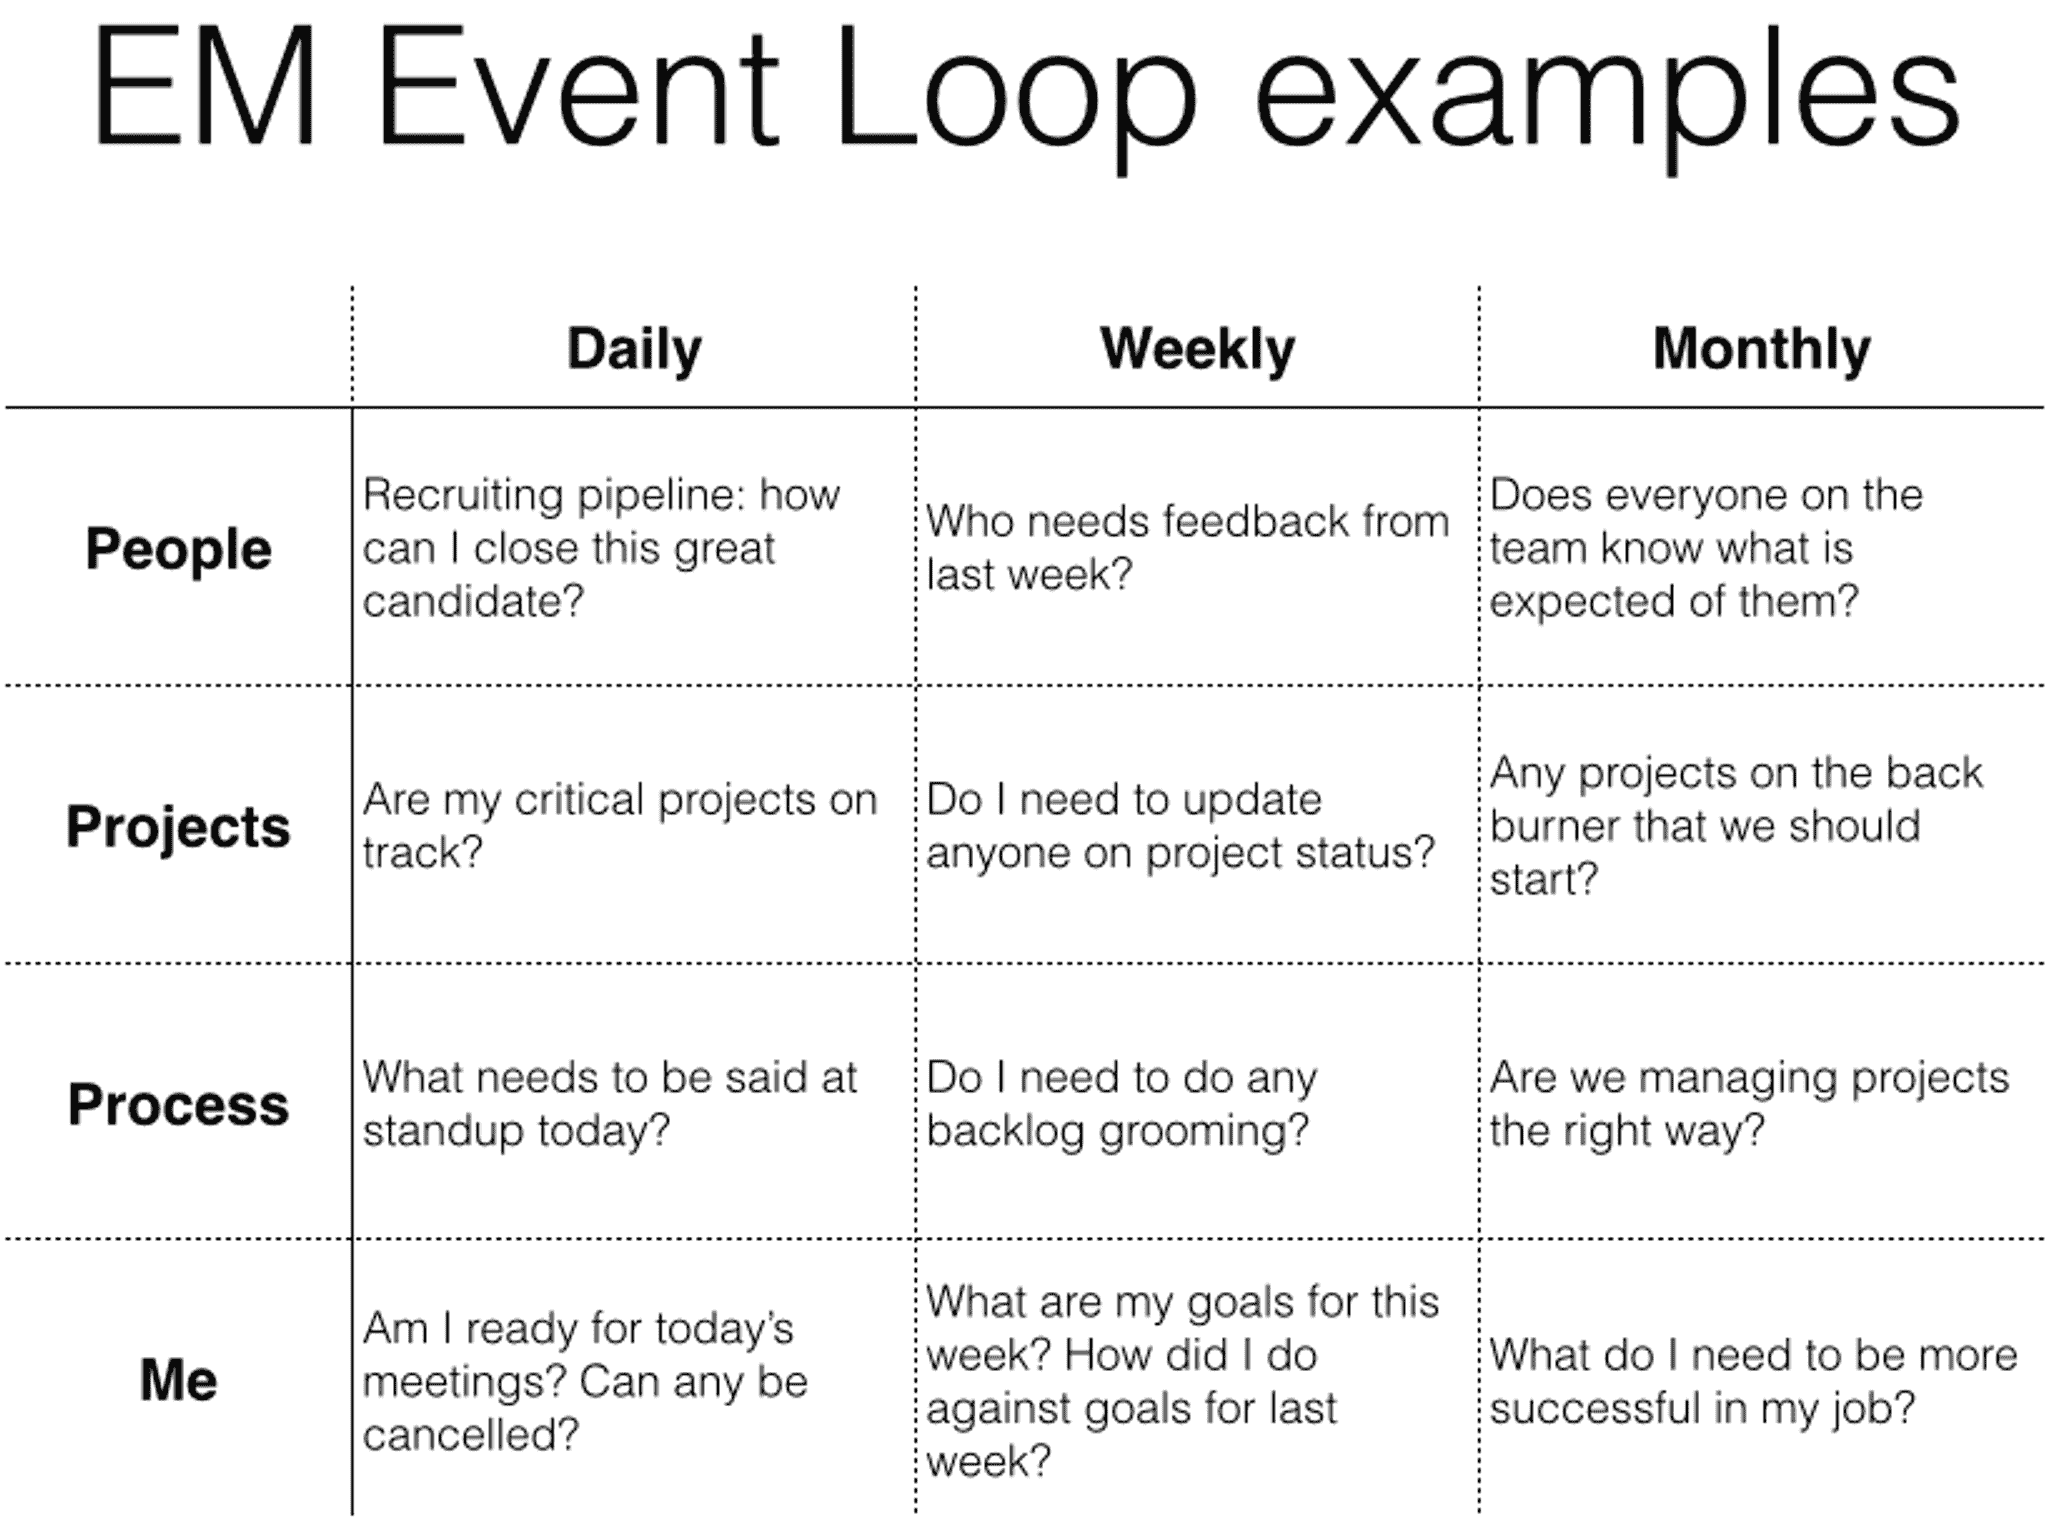 EM Event Loop examples
Daily
Weekly
Monthly
People
Recruiting pipeline: how
can I close this great
candidate?
Who needs feedback from
last week?
Does everyone on the
team know what is
expected of them?
Projects
Are my critical projects on
track?
Do I need to update
anyone on project status?
Any projects on the back
burner that we should
start?
Process
What needs to be said at
standup today?
Do I need to do any
backlog grooming?
Are we managing projects
the right way?
Me
Am I ready for today’s
meetings? Can any be
cancelled?
What are my goals for this
week? How did I do
against goals for last
week?
What do I need to be more
successful in my job?